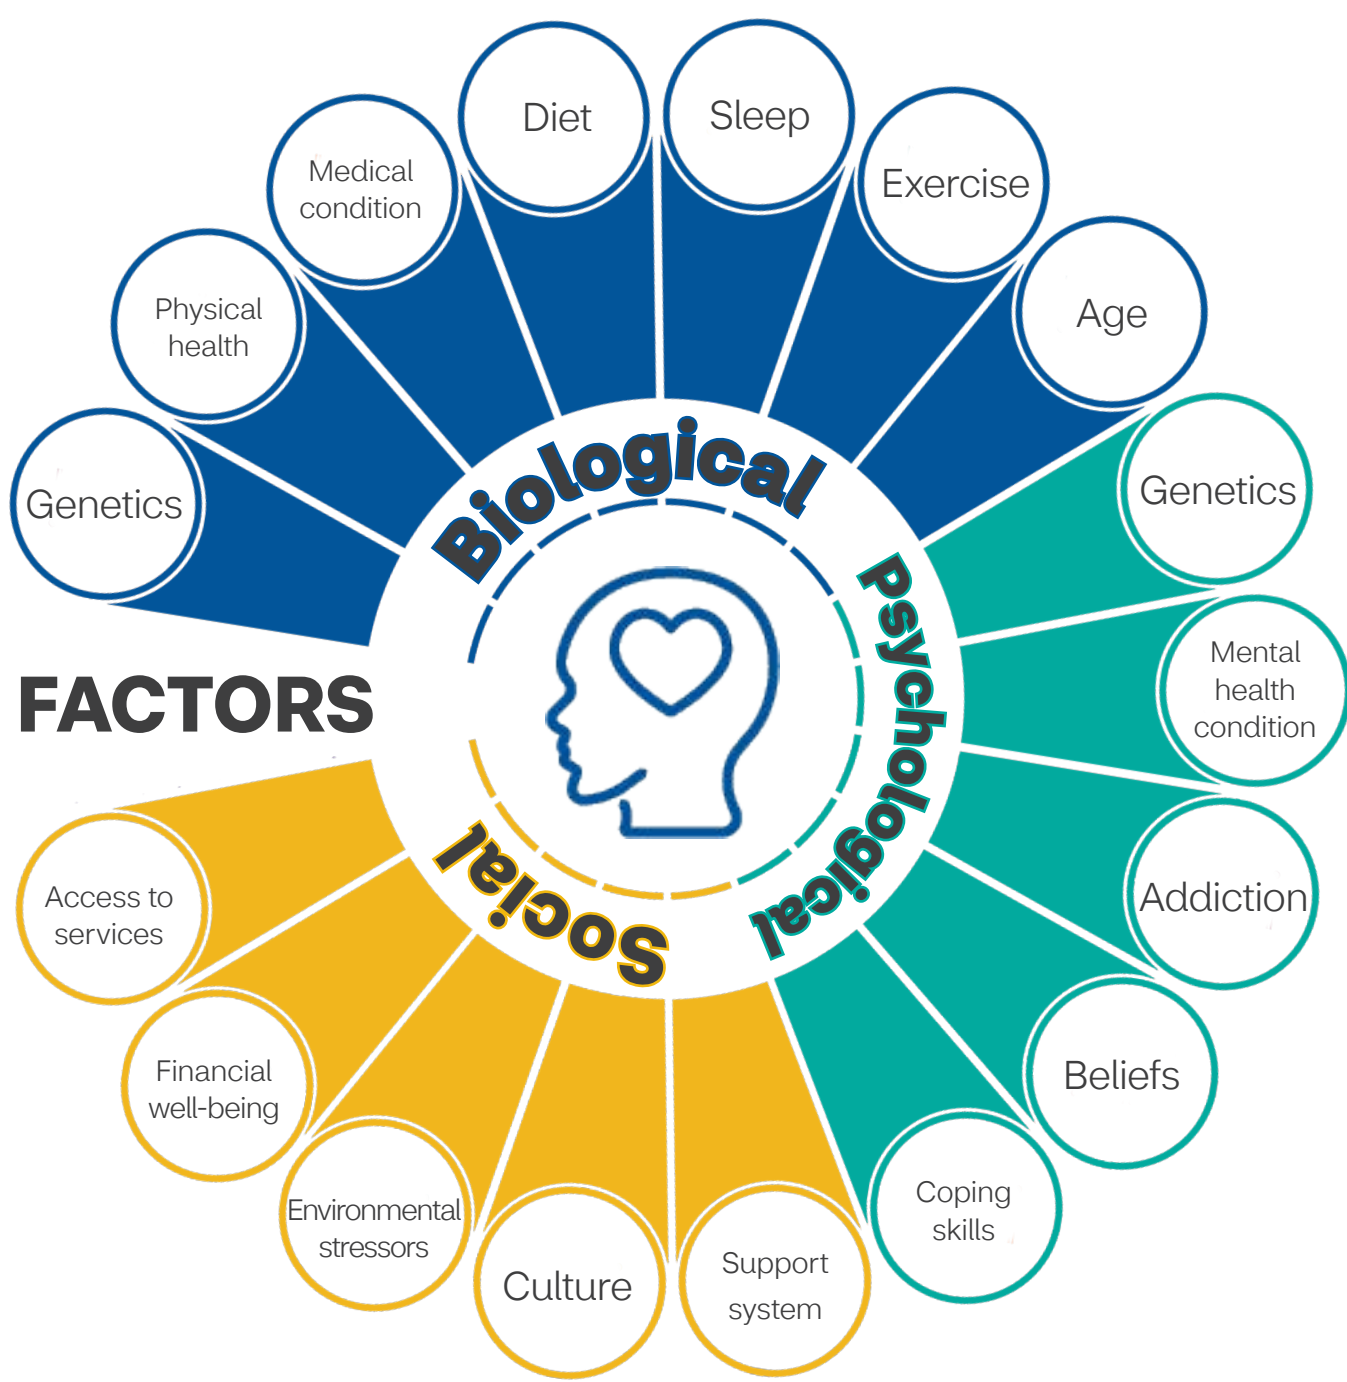 FACTORS
Biological
Genetics
Physical
health
Medical
condition
Diet
Sleep
Exercise
Age
Psychological
Genetics
Mental
health
condition
Addiction
Beliefs
Coping
skills
Social
Support
system
Culture
Environmental
stressors
Financial
well-being
Access to
services